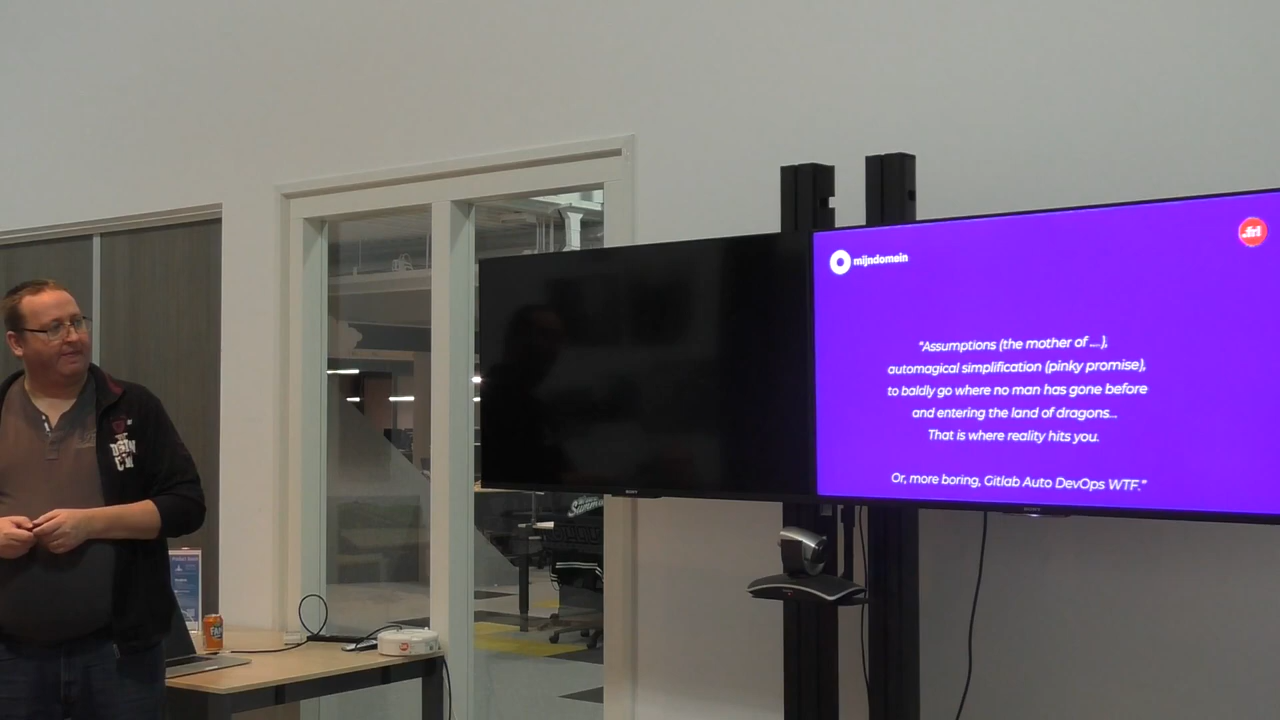 mijndomein
.frl
“Assumptions (the mother of ....),
automagical simplification (pinky promise),
to baldly go where no man has gone before
and entering the land of dragons...
That is where reality hits you.
Or, more boring, Gitlab Auto DevOps WTF.”
SONY
SONY